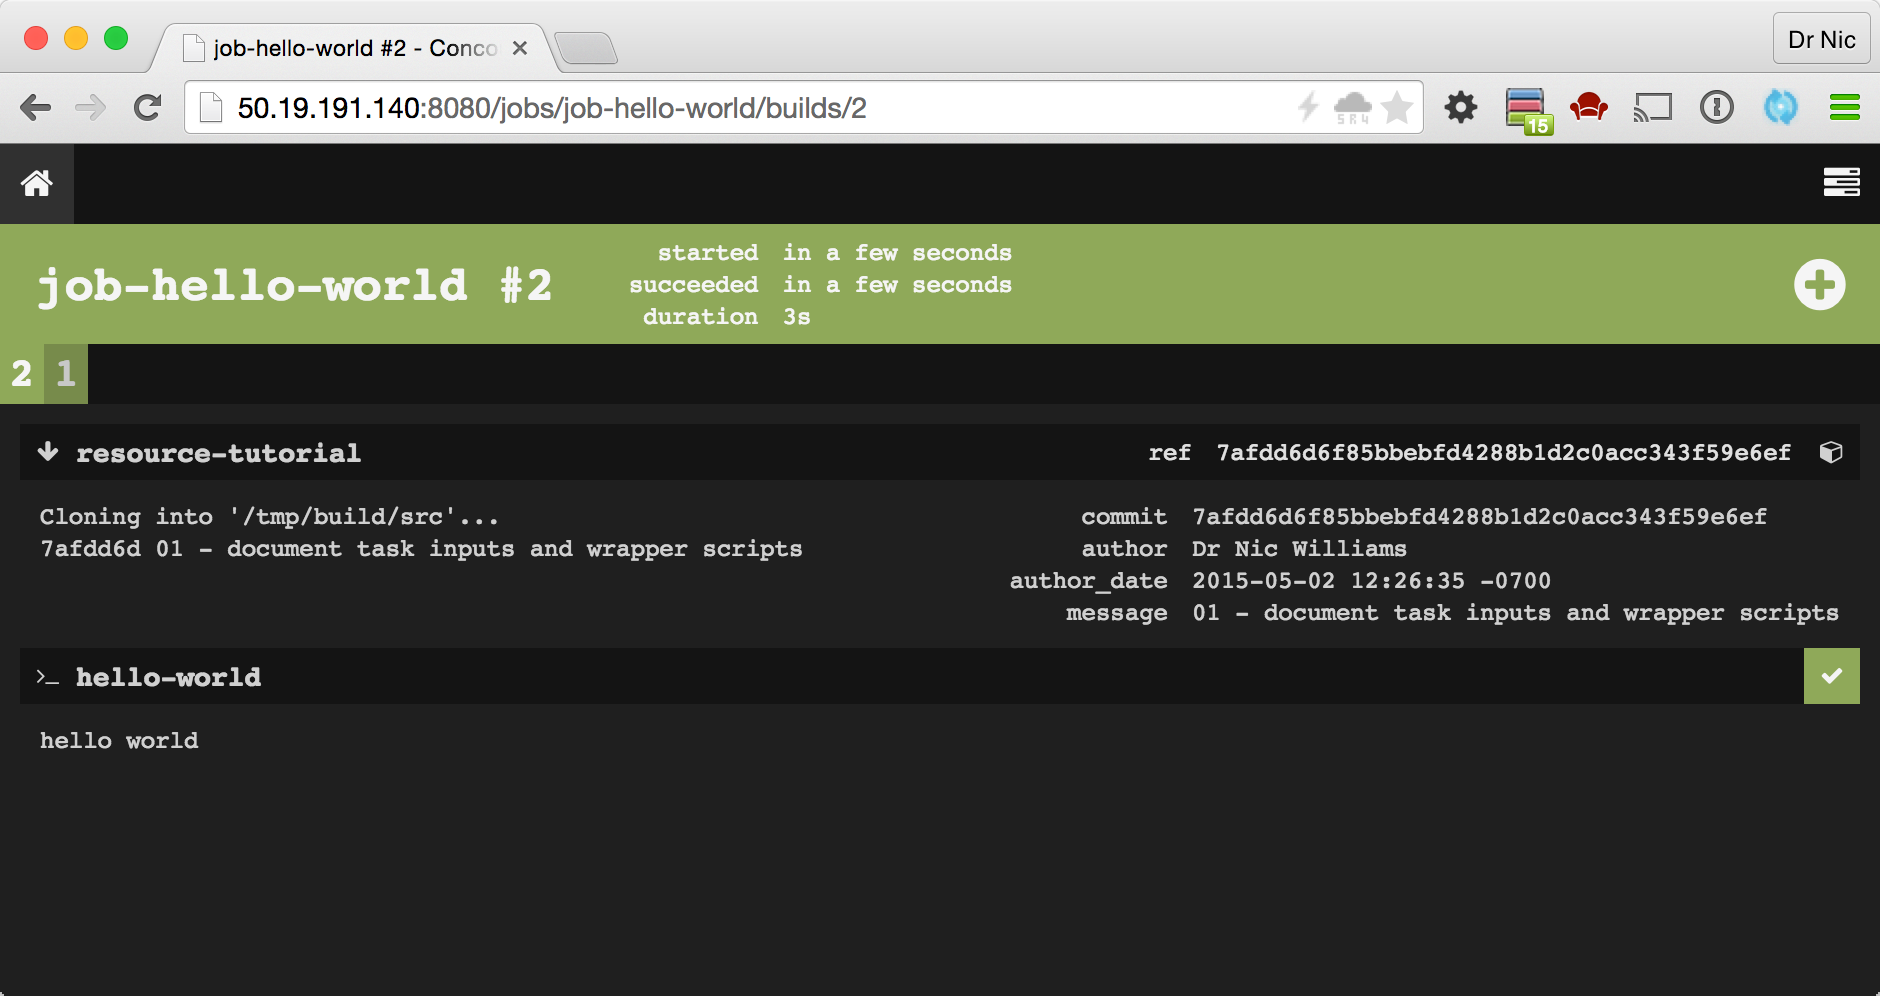 job-hello-world #2 - Conco
Dr Nic
50.19.191.140:8080/jobs/job-hello-world/builds/2
SR4
15
job-hello-world #2
started in a few seconds
succeeded in a few seconds
duration 3s
2 1
resource-tutorial
ref 7afdd6d6f85bbebfd4288b1d2c0acc343f59e6ef
Cloning into '/tmp/build/src'...
7afdd6d 01 - document task inputs and wrapper scripts
commit 7afdd6d6f85bbebfd4288b1d2c0acc343f59e6ef
author Dr Nic Williams
author_date 2015-05-02 12:26:35 -0700
message 01 - document task inputs and wrapper scripts
>_ hello-world
hello world